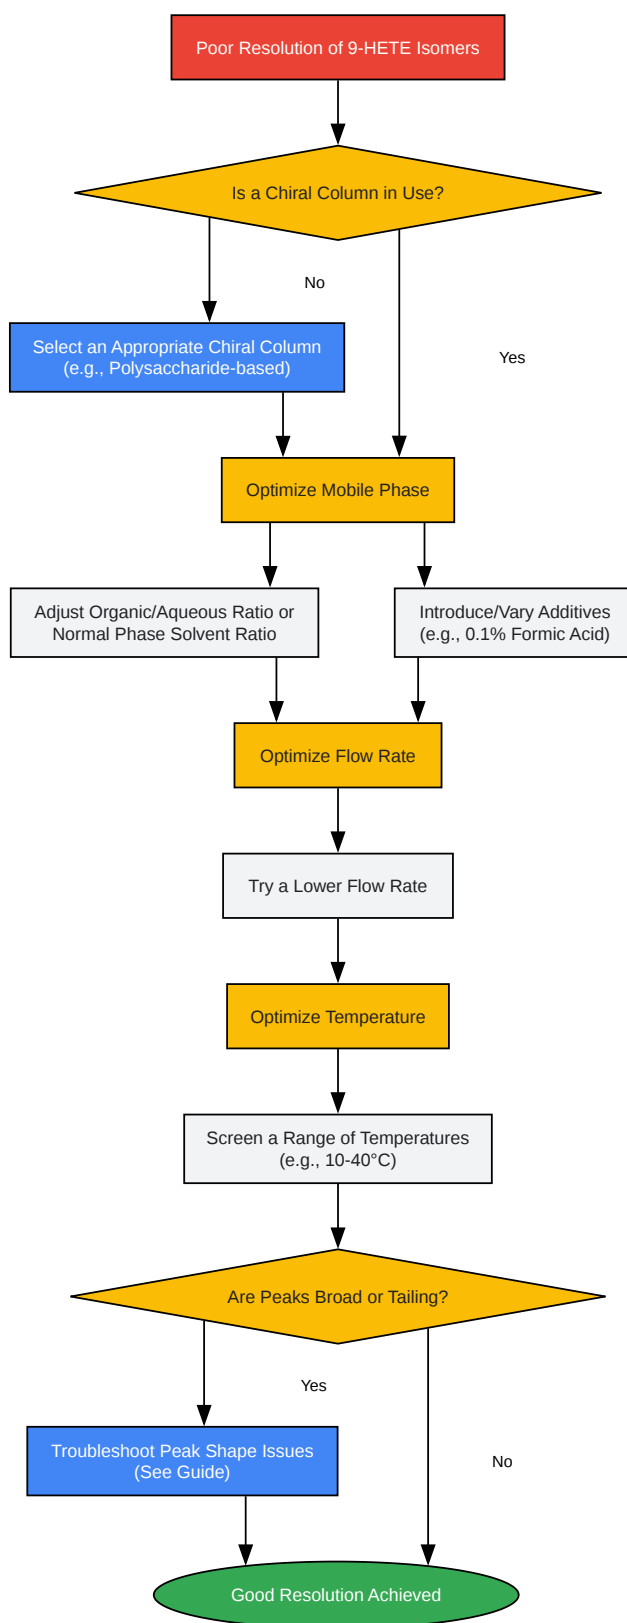 Poor Resolution of 9-HETE Isomers
Is a Chiral Column in Use?
No
Select an Appropriate Chiral Column
(e.g., Polysaccharide-based)
Yes
Optimize Mobile Phase
Adjust Organic/Aqueous Ratio or
Normal Phase Solvent Ratio
Introduce/Vary Additives
(e.g., 0.1% Formic Acid)
Optimize Flow Rate
Try a Lower Flow Rate
Optimize Temperature
Screen a Range of Temperatures
(e.g., 10-40°C)
Are Peaks Broad or Tailing?
Yes
Troubleshoot Peak Shape Issues
(See Guide)
No
Good Resolution Achieved